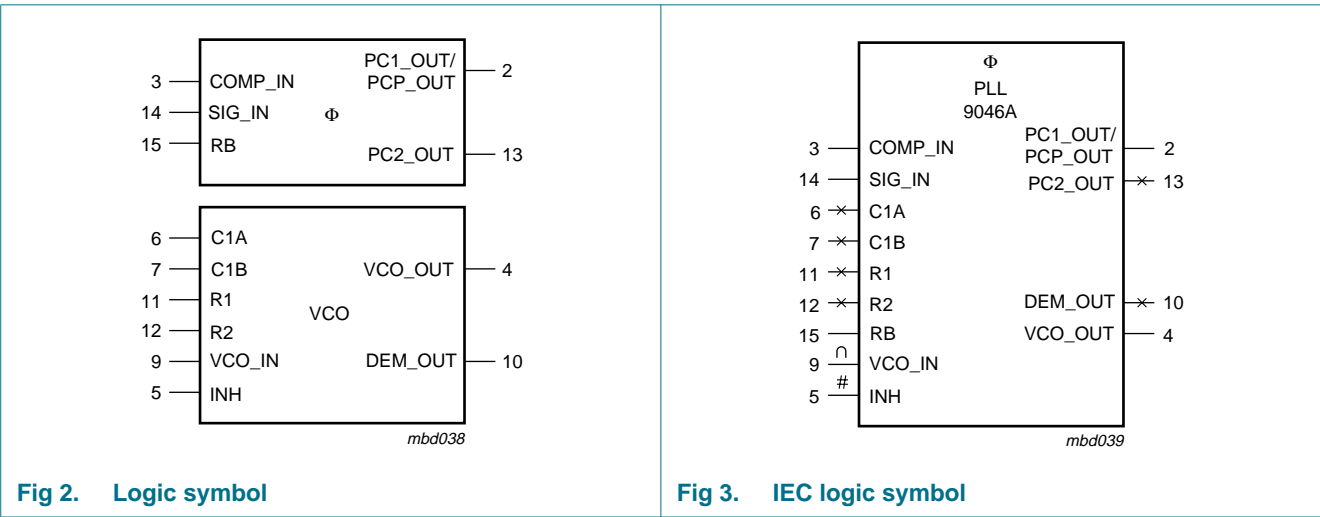 3 COMP_IN PC1_OUT/ 2
PCP_OUT
14 SIG_IN Φ
15 RB PC2_OUT 13
6 C1A
7 C1B VCO_OUT 4
11 R1
VCO
12 R2
9 VCO_IN DEM_OUT 10
5 INH
mbd038
Fig 2. Logic symbol
Φ
PLL
9046A
3 COMP_IN PC1_OUT/ 2
PCP_OUT
14 SIG_IN PC2_OUT 13
6 C1A
7 C1B
11 R1
12 R2 DEM_OUT 10
15 RB VCO_OUT 4
9 ∩ VCO_IN
5 # INH
mbd039
Fig 3. IEC logic symbol